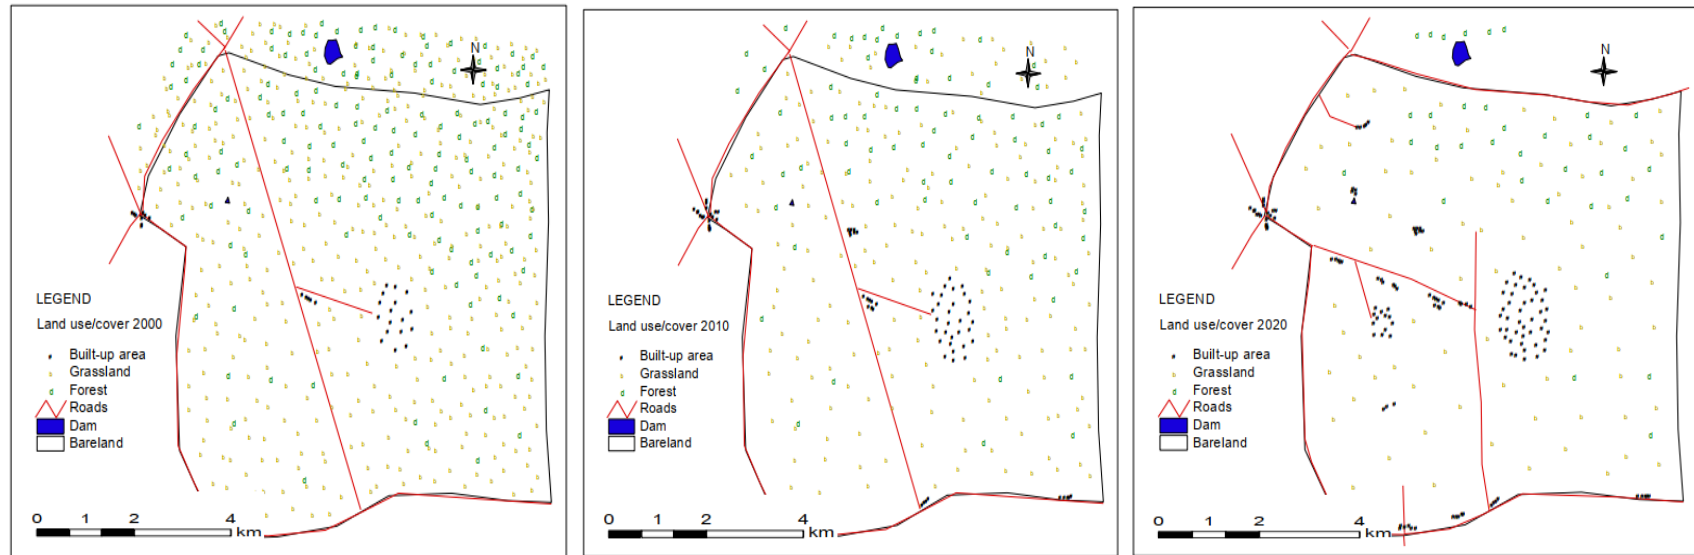 N
LEGEND
Land use/cover 2000
Built-up area
Grassland
Forest
Roads
Dam
Bareland
0 1 2 4 km
N
LEGEND
Land use/cover 2010
Built-up area
Grassland
Forest
Roads
Dam
Bareland
0 1 2 4 km
N
LEGEND
Land use/cover 2020
Built-up area
Grassland
Forest
Roads
Dam
Bareland
0 1 2 4 km